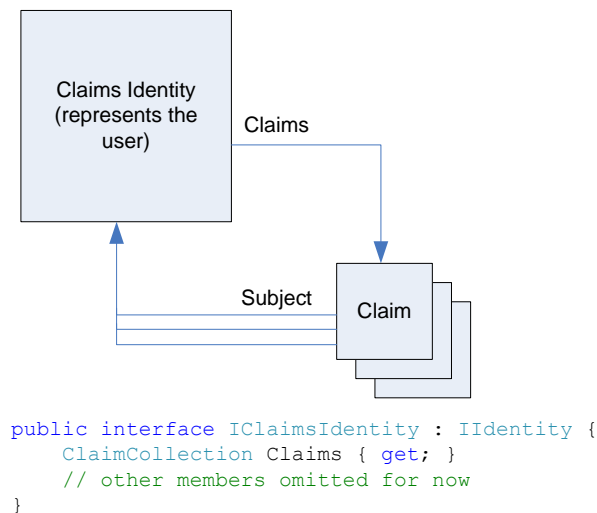 Claims Identity
(represents the
user)
Claims
Subject
Claim
public interface IClaimsIdentity : IIdentity {
    ClaimCollection Claims { get; }
    // other members omitted for now
}